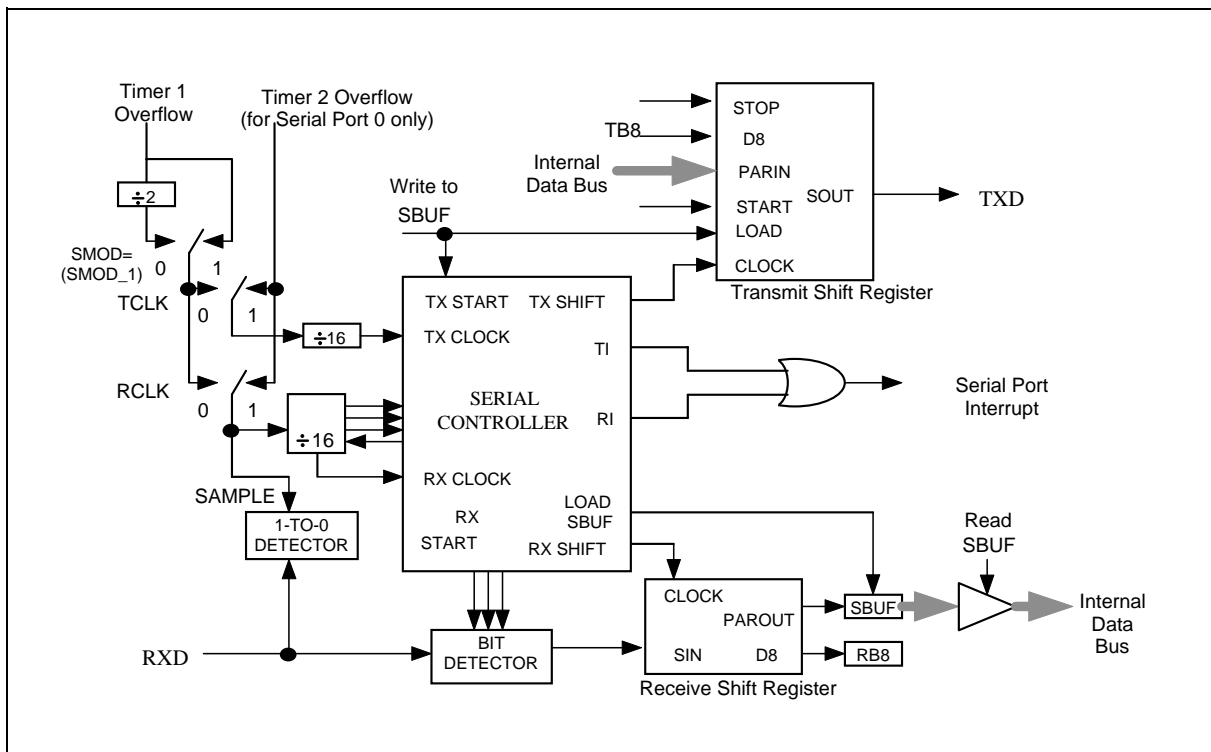 Timer 1
Overflow
Timer 2 Overflow
(for Serial Port 0 only)
÷2
SMOD=
(SMOD_1)
0
1
TCLK
0
1
÷16
RCLK
0
1
÷16
SAMPLE
1-TO-0
DETECTOR
RXD
Write to
SBUF
TX START
TX SHIFT
TX CLOCK
TI
SERIAL
CONTROLLER
RI
RX CLOCK
LOAD
SBUF
RX
START
RX SHIFT
BIT
DETECTOR
TB8
Internal
Data Bus
STOP
D8
PARIN
START
SOUT
LOAD
CLOCK
Transmit Shift Register
TXD
Serial Port
Interrupt
CLOCK
PAROUT
SIN
D8
Receive Shift Register
SBUF
RB8
Read
SBUF
Internal
Data
Bus